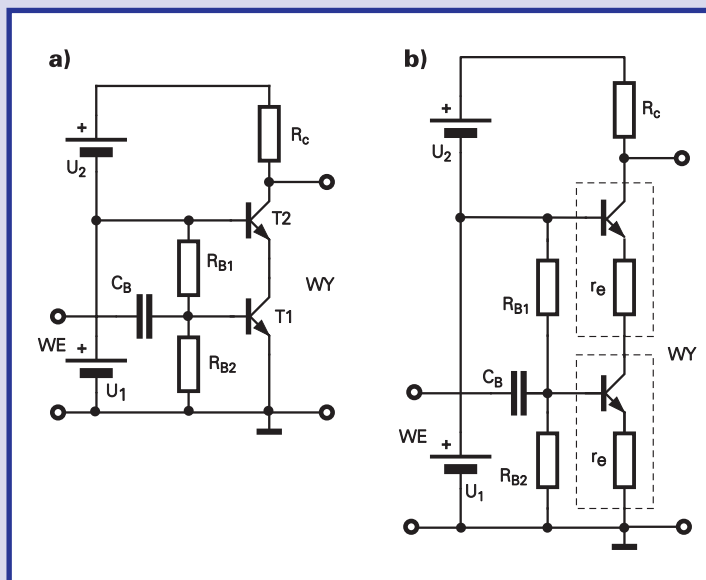 a)
+
U2
Rc
T2
RB1
CB
WY
T1
WE
+
RB2
U1
b)
+
U2
Rc
re
RB1
WY
CB
WE
+
RB2
re
U1